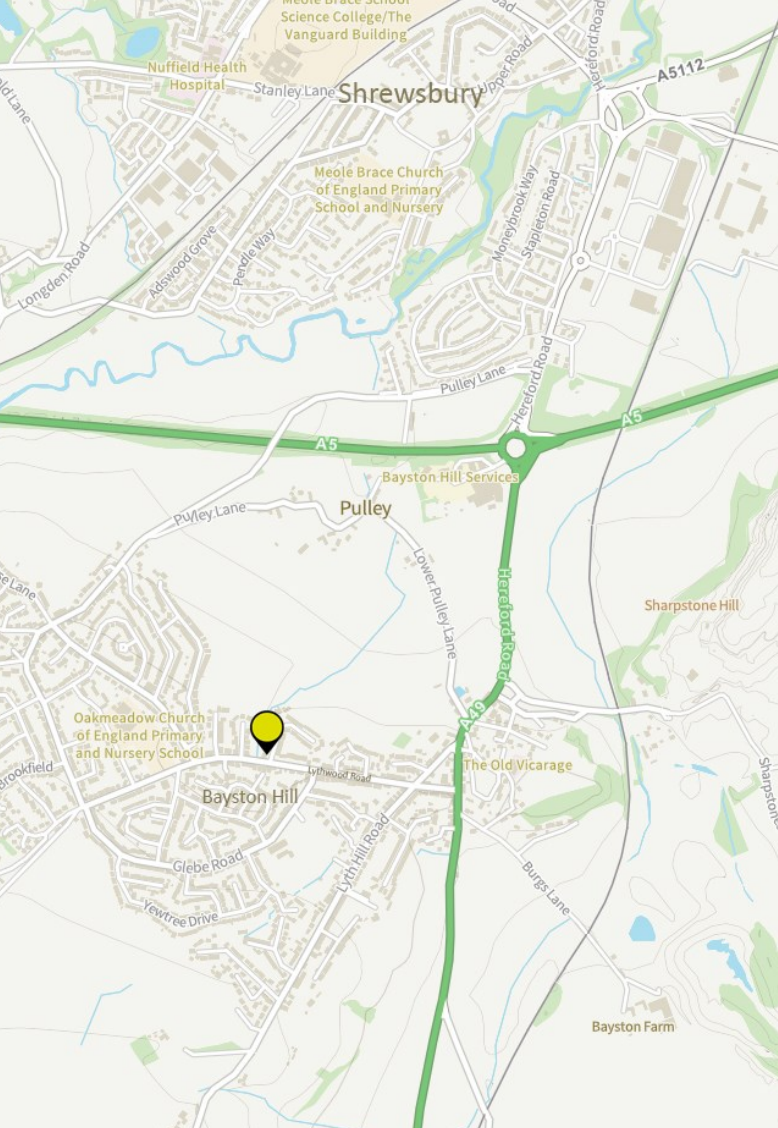 Meole Brace School
Science College/The
Vanguard Building
Road
Hereford Road
Nuffield Health
Hospital
Stanley Lane
Shrewsbury
Upper Road
A5112
Meole Brace Church
of England Primary
School and Nursery
Moneybrook Way
Stapleton Road
Adswood Grove
Pendle Way
Longden Road
Pulley Lane
Hereford Road
A5
A5
Bayston Hill Services
Pulley Lane
Pulley
Lower Pulley Lane
Hereford Road
Sharpstone Hill
A49
Oakmeadow Church
of England Primary
and Nursery School
Brookfield
Lythwood Road
The Old Vicarage
Bayston Hill
Sharpstone
Glebe Road
Lyth Hill Road
Burgs Lane
Yewtree Drive
Bayston Farm